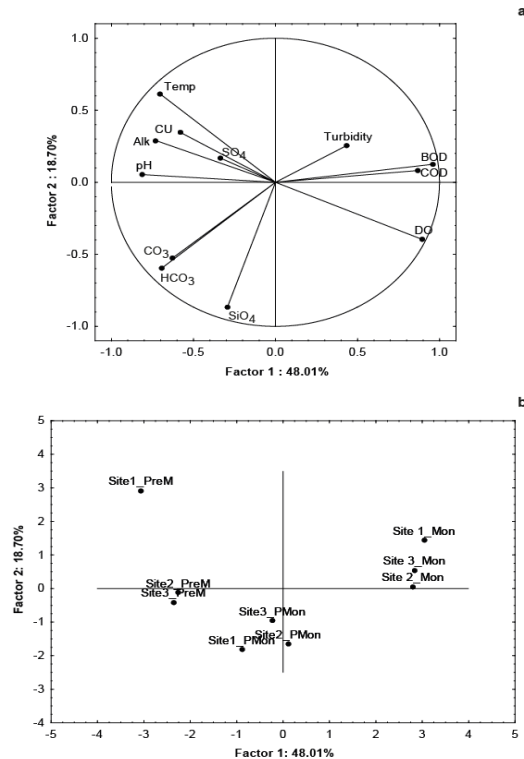 a
1.0
Temp
0.5
CU
Turbidity
Alk
SO4
BOD
pH
COD
0.0
DO
CO3
-0.5
HCO3
SiO4
-1.0
-1.0 -0.5 0.0 0.5 1.0
Factor 2 : 18.70%
Factor 1 : 48.01%
b
5
4
3
2
1
0
-1
-2
-3
-4
Site1_PreM
Site 1_Mon
Site 3_Mon
Site2_PreM
Site 2_Mon
Site3_PreM
Site3_PMon
Site1_PMon
Site2_PMon
-5 -4 -3 -2 -1 0 1 2 3 4 5
Factor 2: 18.70%
Factor 1: 48.01%